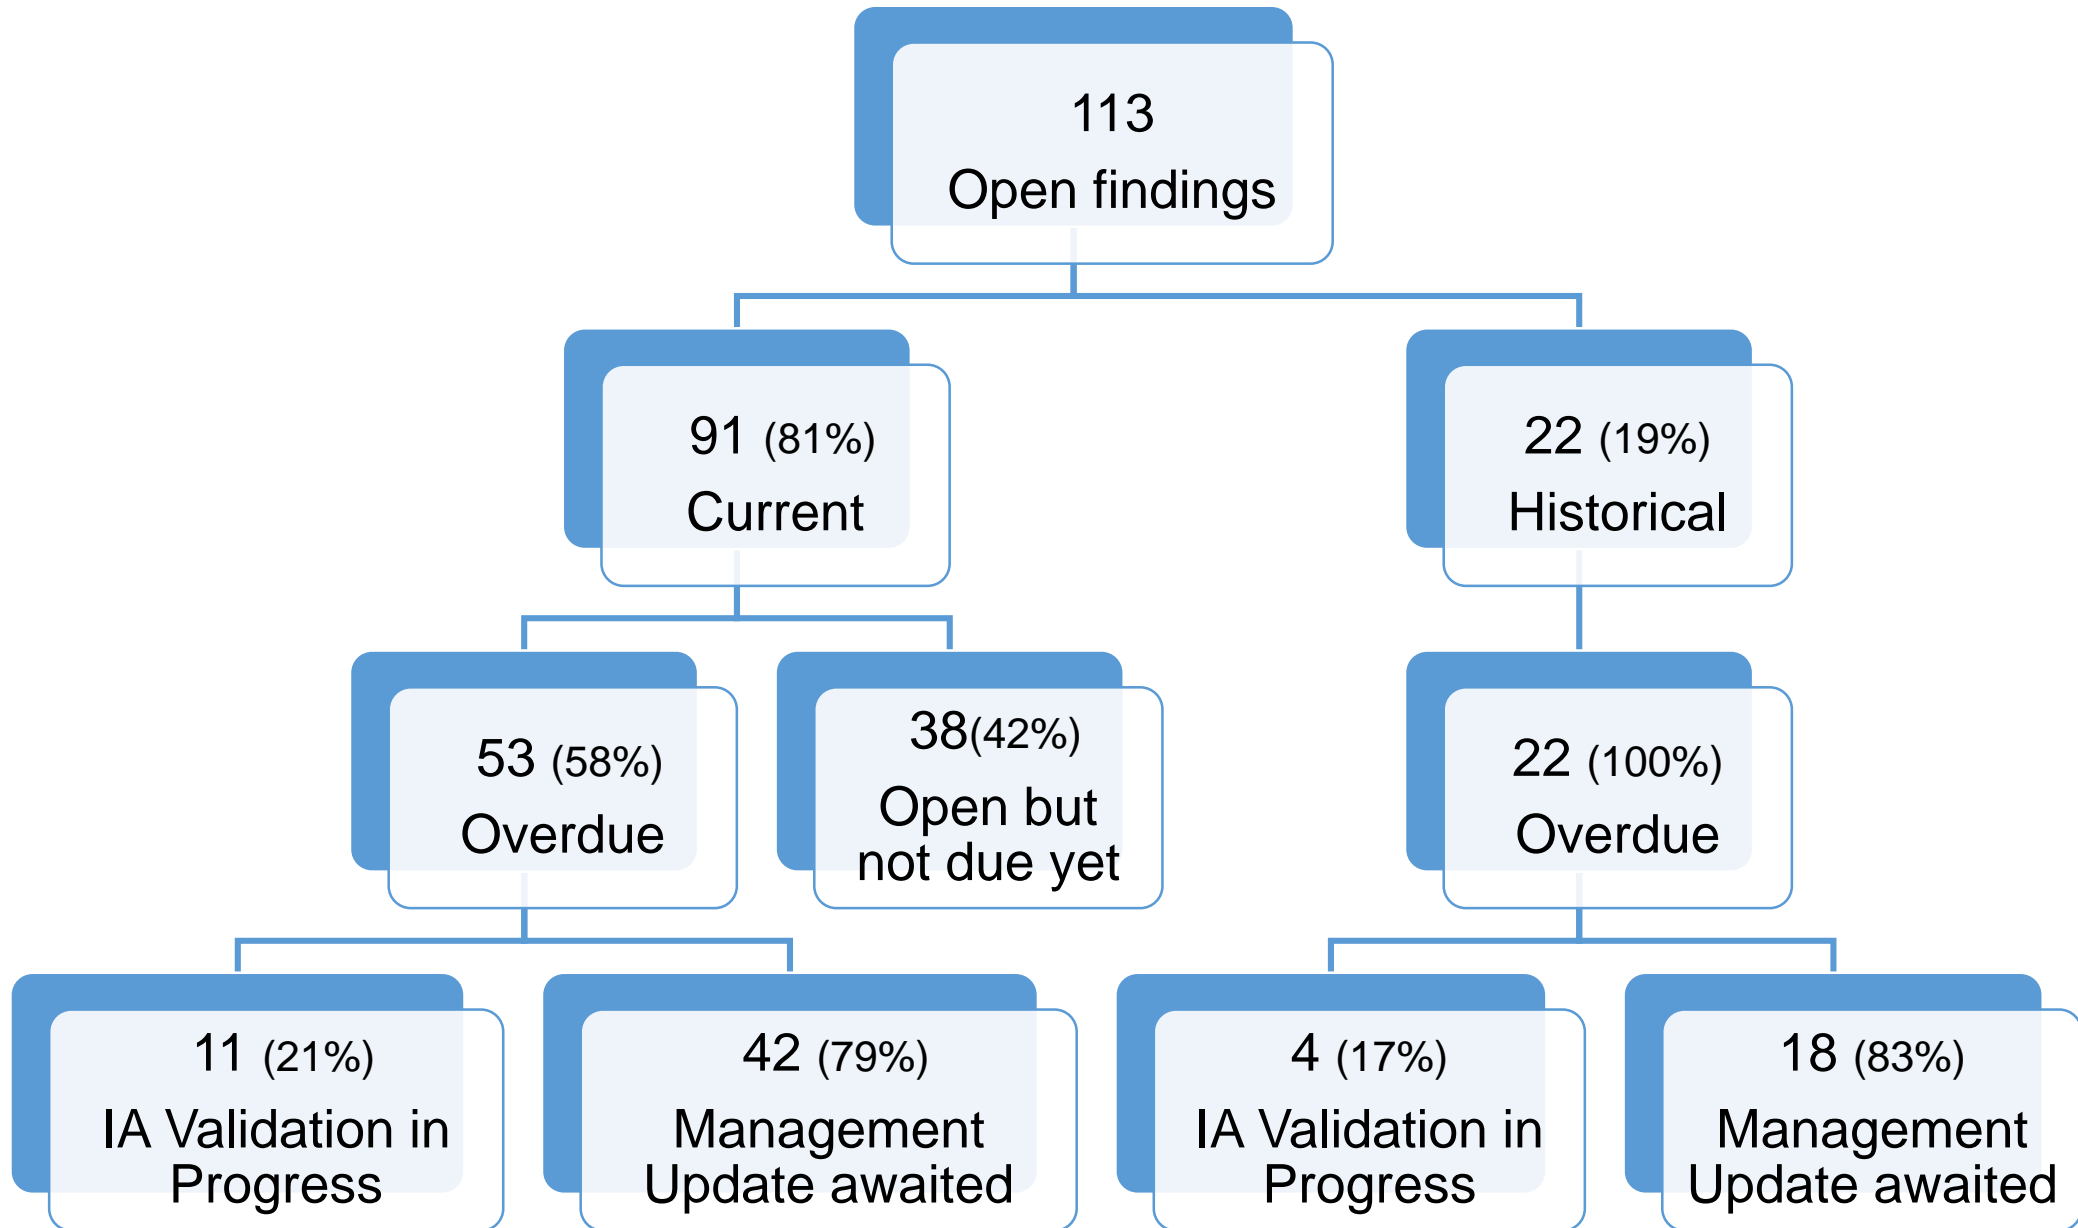 113
Open findings
91 (81%)
Current
22 (19%)
Historical
53 (58%)
Overdue
38(42%)
Open but
not due yet
22 (100%)
Overdue
11 (21%)
IA Validation in
Progress
42 (79%)
Management
Update awaited
4 (17%)
IA Validation in
Progress
18 (83%)
Management
Update awaited